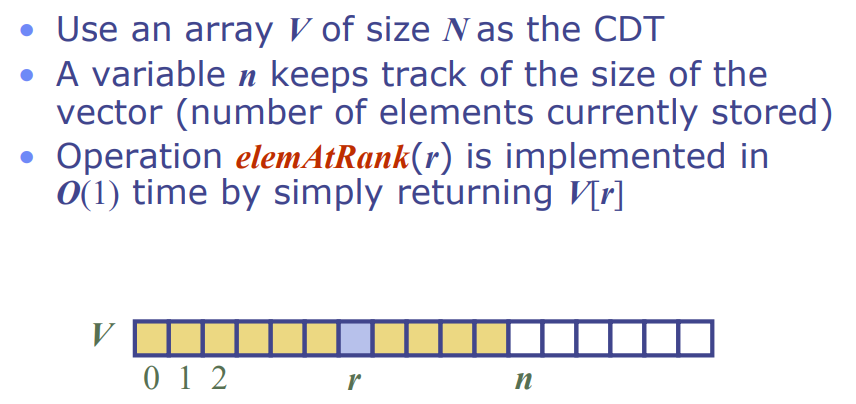 • Use an array V of size N as the CDT
• A variable n keeps track of the size of the
vector (number of elements currently stored)
• Operation elemAtRank(r) is implemented in
O(1) time by simply returning V[r]
V
0 1 2 r n